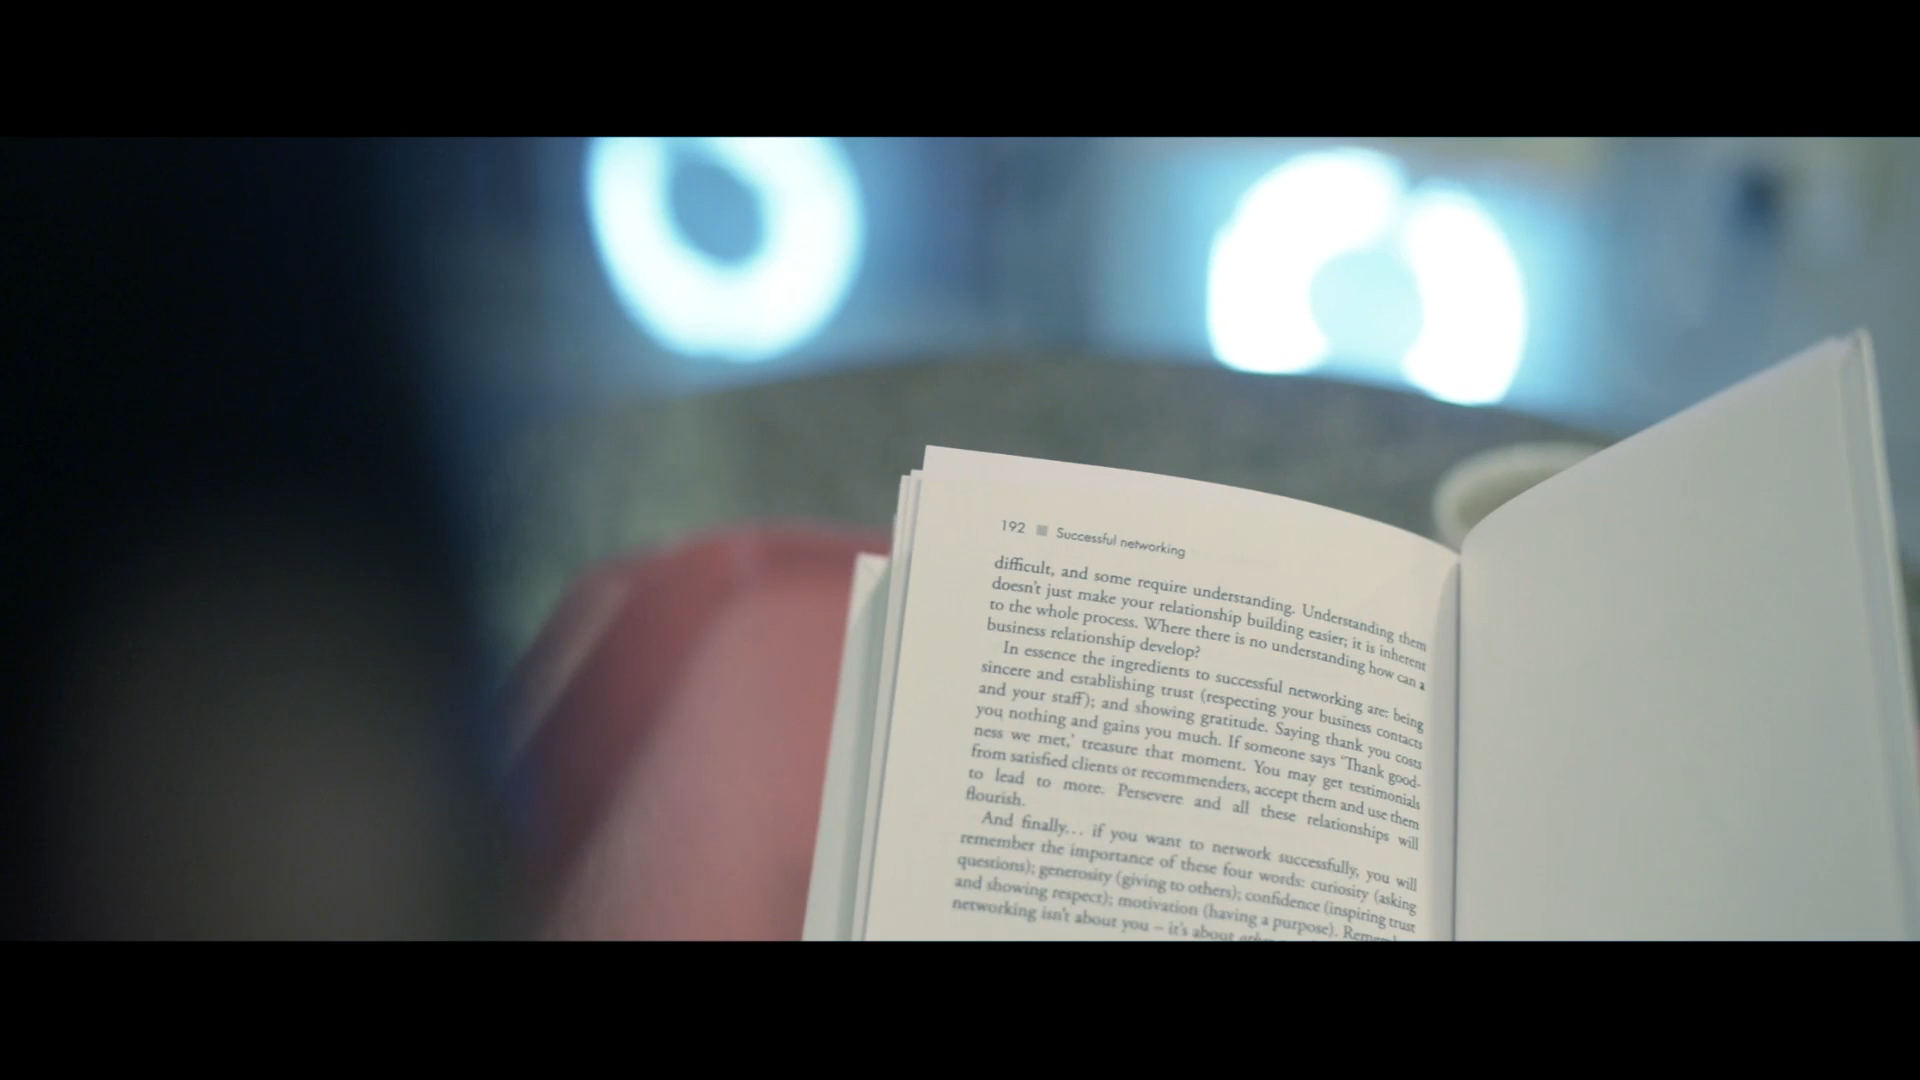 192 ■ Successful networking
difficult, and some require understanding. Understanding them
doesn't just make your relationship building easier; it is inherent
to the whole process. Where there is no understanding how can a
business relationship develop?
In essence the ingredients to successful networking are: being
sincere and establishing trust (respecting your business contacts
and your staff); and showing gratitude. Saying thank you costs
you nothing and gains you much. If someone says 'Thank good-
ness we met,' treasure that moment. You may get testimonials
from satisfied clients or recommenders, accept them and use them
to lead to more. Persevere and all these relationships will
flourish.
And finally... if you want to network successfully, you will
remember the importance of these four words: curiosity (asking
questions); generosity (giving to others); confidence (inspiring trust
and showing respect); motivation (having a purpose).
networking isn't about you – it's about